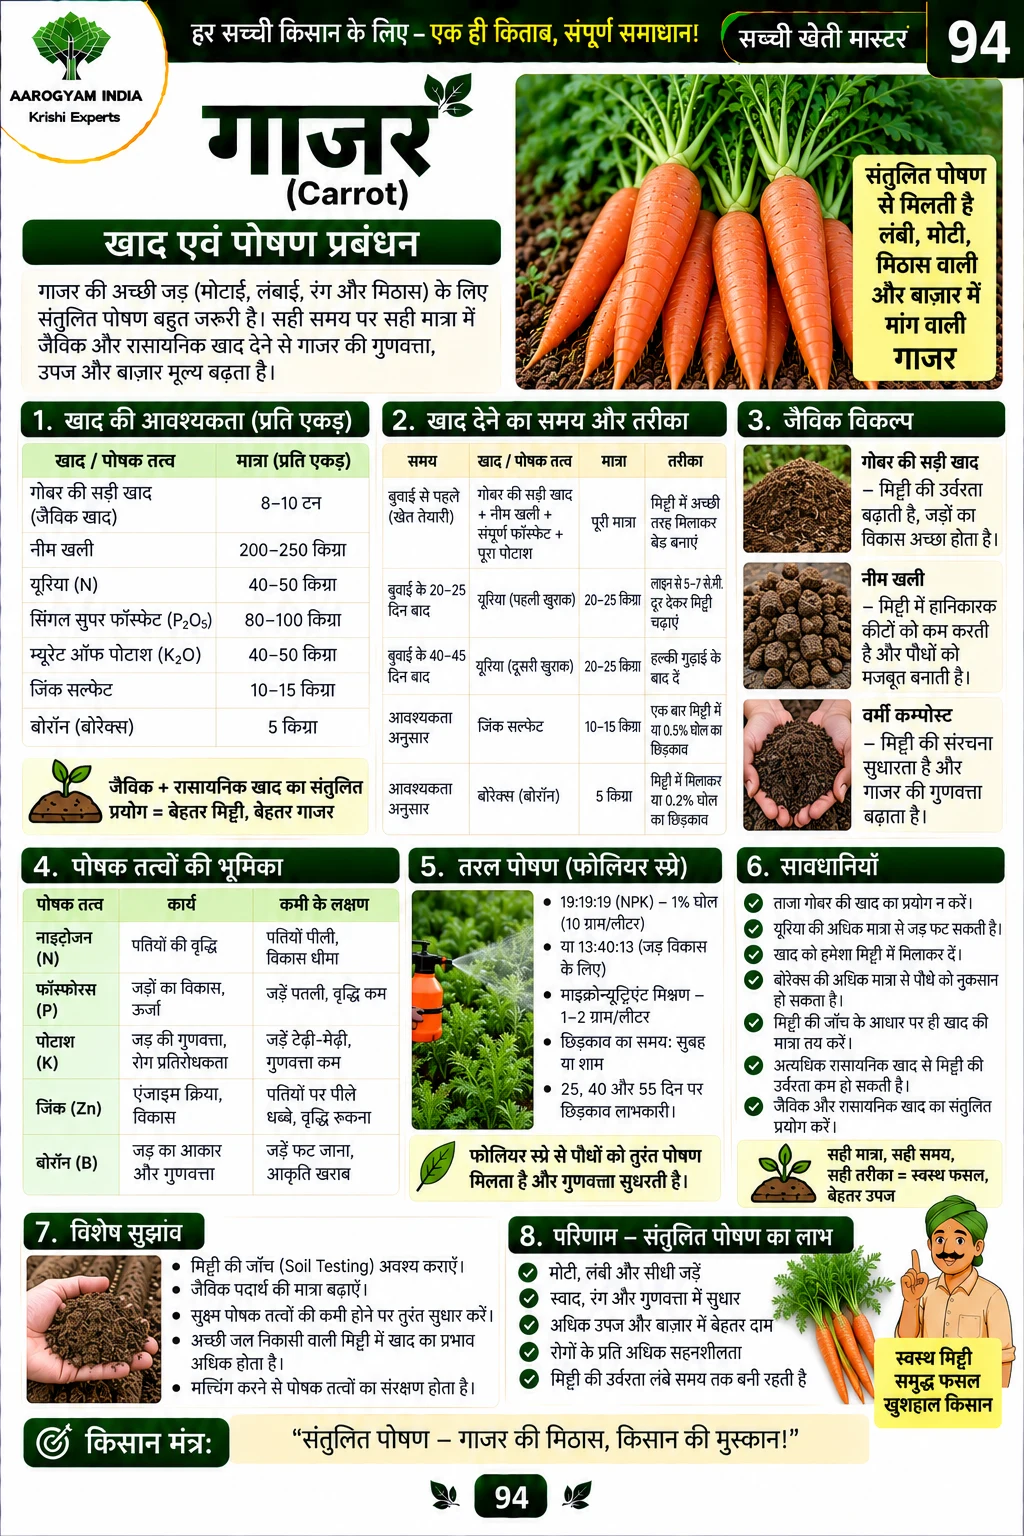 AAROGYAM INDIA
Krishi Experts
हर सच्ची किसान के लिए – एक ही किताब, संपूर्ण समाधान!
सब्ची खेती मास्टर
94
गाजर
(Carrot)
खाद एवं पोषण प्रबंधन
गाजर की अच्छी जड़ (मोटाई, लंबाई, रंग और मिठास) के लिए
संतुलित पोषण बहुत जरूरी है। सही समय पर सही मात्रा में
जैविक और रासायनिक खाद देने से गाजर की गुणवत्ता,
उपज और बाज़ार मूल्य बढ़ता है।
संतुलित पोषण
से मिलती है
लंबी, मोटी,
मिठास वाली
और बाज़ार में
मांग वाली
गाजर
1. खाद की आवश्यकता (प्रति एकड़)
खाद / पोषक तत्व मात्रा (प्रति एकड़)
गोबर की सड़ी खाद
(जैविक खाद) 8–10 टन
नीम खली 200–250 किग्रा
यूरिया (N) 40–50 किग्रा
सिंगल सुपर फॉस्फेट (P₂O₅) 80–100 किग्रा
म्यूरेट ऑफ पोटाश (K₂O) 40–50 किग्रा
जिंक सल्फेट 10–15 किग्रा
बोरॉन (बोरेक्स) 5 किग्रा
जैविक + रासायनिक खाद का संतुलित
प्रयोग = बेहतर मिट्टी, बेहतर गाजर
2. खाद देने का समय और तरीका
समय खाद / पोषक तत्व मात्रा तरीका
बुवाई से पहले
(खेत तैयारी)
गोबर की सड़ी खाद
+ नीम खली +
संपूर्ण फॉस्फेट +
पूरा पोटाश
पूरी मात्रा
मिट्टी में अच्छी
तरह मिलाकर
बेड बनाएं
बुवाई के 20–25
दिन बाद
यूरिया (पहली खुराक)
20–25 किग्रा
लाइन से 5–7 से.मी.
दूर देकर मिट्टी
चढ़ाएं
बुवाई के 40–45
दिन बाद
यूरिया (दूसरी खुराक)
20–25 किग्रा
हल्की गुड़ाई के
बाद दें
आवश्यकता
अनुसार
जिंक सल्फेट
10–15 किग्रा
एक बार मिट्टी में
या 0.5% घोल का
छिड़काव
आवश्यकता
अनुसार
बोरेक्स (बोरॉन)
5 किग्रा
मिट्टी में मिलाकर
या 0.2% घोल
का छिड़काव
3. जैविक विकल्प
गोबर की सड़ी खाद
– मिट्टी की उर्वरता
बढ़ाती है, जड़ों का
विकास अच्छा होता है।
नीम खली
– मिट्टी में हानिकारक
कीटों को कम करती
है और पौधों को
मजबूत बनाती है।
वर्मी कम्पोस्ट
– मिट्टी की संरचना
सुधारता है और
गाजर की गुणवत्ता
बढ़ाता है।
4. पोषक तत्वों की भूमिका
पोषक तत्व कार्य कमी के लक्षण
नाइट्रोजन
(N)
पतियों की वृद्धि
पतियों पीली,
विकास धीमा
फॉस्फोरस
(P)
जड़ों का विकास,
ऊर्जा
जड़ें पतली, वृद्धि कम
पोटाश
(K)
जड़ की गुणवत्ता,
रोग प्रतिरोधकता
जड़ें टेढ़ी-मेढ़ी,
गुणवत्ता कम
जिंक (Zn)
एंजाइम क्रिया,
विकास
पतियों पर पीले
धब्बे, वृद्धि रूकना
बोरॉन (B)
जड़ का आकार
और गुणवत्ता
जड़ें फट जाना,
आकृति खराब
5. तरल पोषण (फोलियर स्प्रे)
• 19:19:19 (NPK) – 1% घोल
(10 ग्राम/लीटर)
• या 13:40:13 (जड़ विकास
के लिए)
• माइक्रोन्यूट्रिएंट मिश्रण –
1–2 ग्राम/लीटर
• छिड़काव का समय: सुबह
या शाम
• 25, 40 और 55 दिन पर
छिड़काव लाभकारी।
फोलियर स्प्रे से पौधों को तुरंत पोषण
मिलता है और गुणवत्ता सुधरती है।
6. सावधानियाँ
ताजा गोबर की खाद का प्रयोग न करें।
यूरिया की अधिक मात्रा से जड़ फट सकती है।
खाद को हमेशा मिट्टी में मिलाकर दें।
बोरेक्स की अधिक मात्रा से पौधे को नुकसान
हो सकता है।
मिट्टी की जाँच के आधार पर ही खाद की
मात्रा तय करें।
अत्यधिक रासायनिक खाद से मिट्टी की
उर्वरता कम हो सकती है।
जैविक और रासायनिक खाद का संतुलित
प्रयोग करें।
सही मात्रा, सही समय,
सही तरीका = स्वस्थ फसल,
बेहतर उपज
7. विशेष सुझांव
• मिट्टी की जाँच (Soil Testing) अवश्य कराएँ।
• जैविक पदार्थ की मात्रा बढ़ाएँ।
• सुक्ष्म पोषक तत्वों की कमी होने पर तुरंत सुधार करें।
• अच्छी जल निकासी वाली मिट्टी में खाद का प्रभाव
अधिक होता है।
• मल्चिंग करने से पोषक तत्वों का संरक्षण होता है।
8. परिणाम – संतुलित पोषण का लाभ
मोटी, लंबी और सीधी जड़ें
स्वाद, रंग और गुणवत्ता में सुधार
अधिक उपज और बाज़ार में बेहतर दाम
रोगों के प्रति अधिक सहनशीलता
मिट्टी की उर्वरता लंबे समय तक बनी रहती है
स्वस्थ मिट्टी
समुद्ध फसल
खुशहाल किसान
किसान मंत्र:
“संतुलित पोषण – गाजर की मिठास, किसान की मुस्कान!”
94